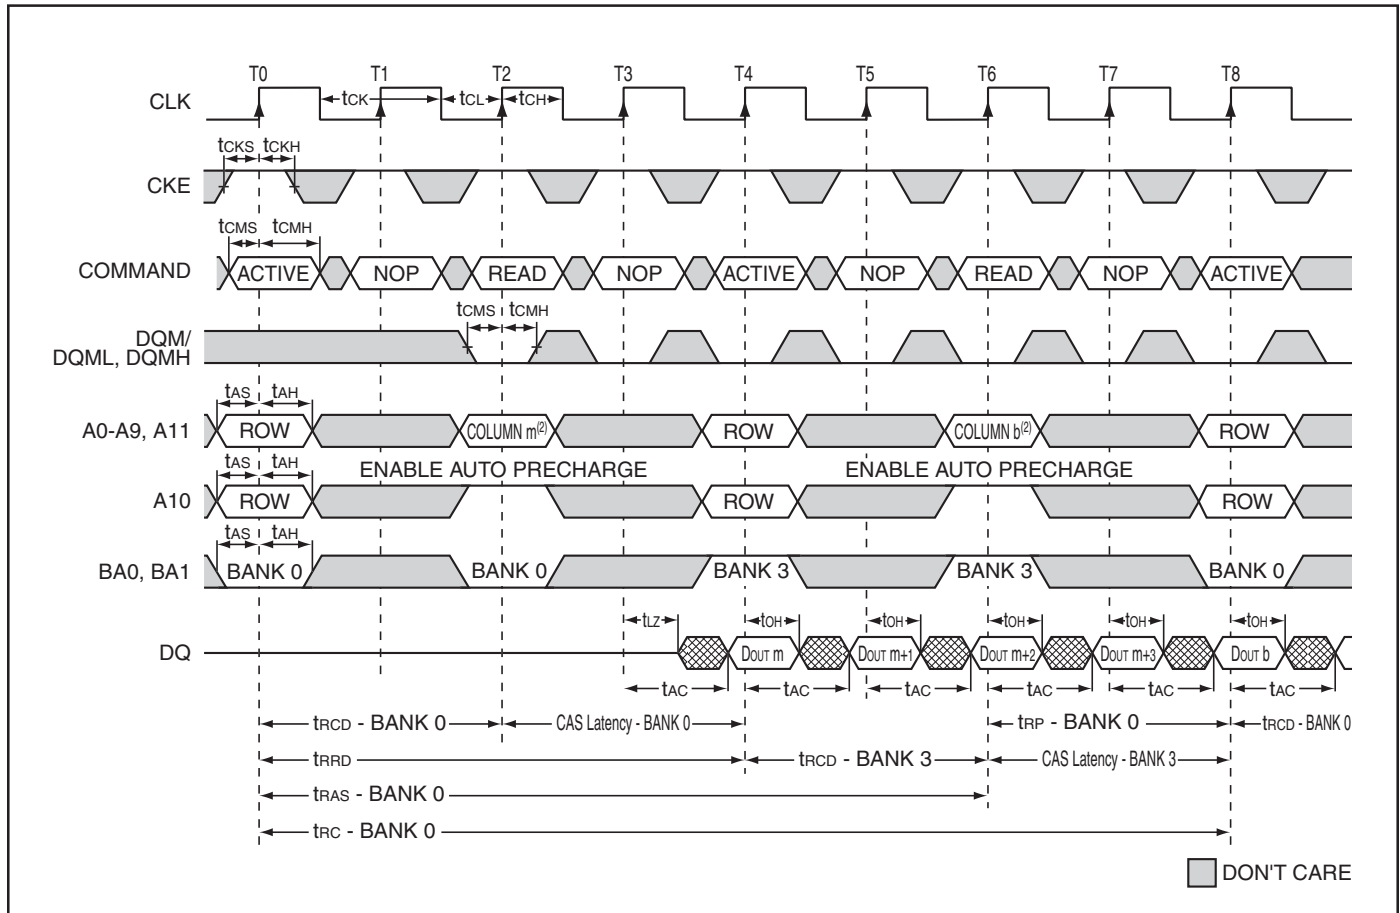 T0 T1 T2 T3 T4 T5 T6 T7 T8
CLK tCK tCL tCH
tCKS tCKH
CKE
tCMS tCMH
COMMAND ACTIVE NOP READ NOP ACTIVE NOP READ NOP ACTIVE
tCMS tCMH
DQM/
DQML, DQMH
tAS tAH
A0-A9, A11 ROW COLUMN m(2) ROW COLUMN b(2) ROW
tAS tAH ENABLE AUTO PRECHARGE ENABLE AUTO PRECHARGE
A10 ROW ROW ROW
tAS tAH
BA0, BA1 BANK 0 BANK 0 BANK 3 BANK 3 BANK 0
tLZ tOH tOH tOH tOH tOH
DQ DOUT m DOUT m+1 DOUT m+2 DOUT m+3 DOUT b
tAC tAC tAC tAC tAC tAC
tRCD - BANK 0 CAS Latency - BANK 0 tRP - BANK 0 tRCD - BANK 0
tRRD tRCD - BANK 3 CAS Latency - BANK 3
tRAS - BANK 0
tRC - BANK 0
DON'T CARE